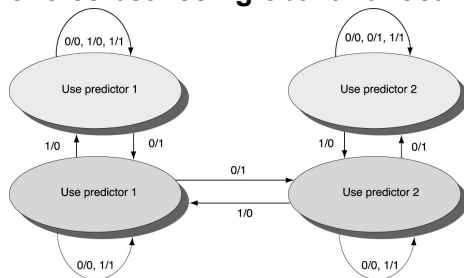 0/0, 1/0, 1/1
0/0, 0/1, 1/1
Use predictor 1
Use predictor 2
1/0
0/1
1/0
0/1
0/1
Use predictor 1
Use predictor 2
1/0
0/0, 1/1
0/0, 1/1